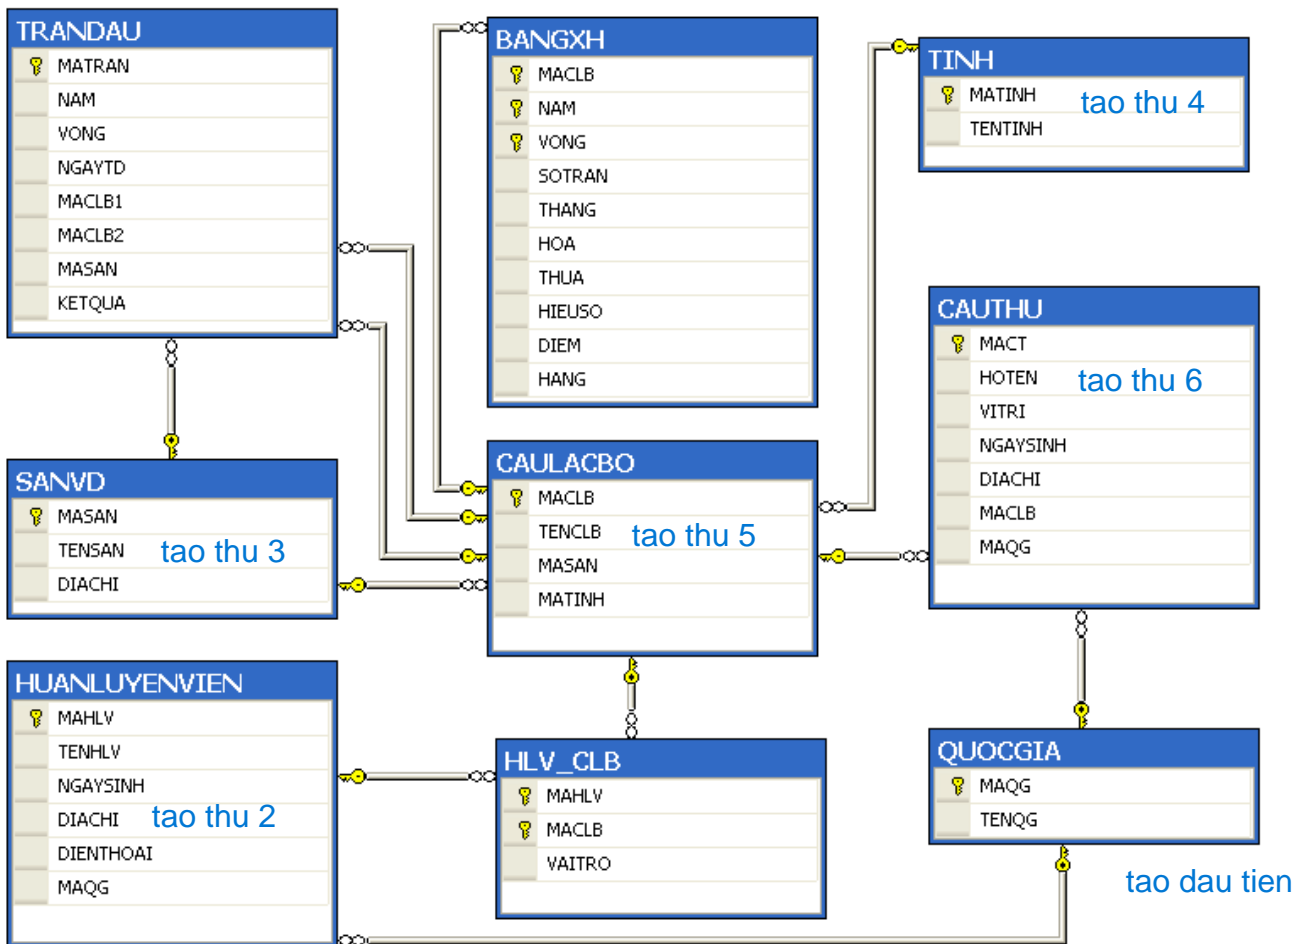 TRANDAU
MATRAN
NAM
VONG
NGAYTD
MACLB1
MACLB2
MASAN
KETQUA
BANGXH
MACLB
NAM
VONG
SOTRAN
THANG
HOA
THUA
HIEUSO
DIEM
HANG
TINH
MATINH
tao thu 4
TENTINH
CAUTHU
MACT
HOTEN
tao thu 6
VITRI
NGAYSINH
DIACHI
MACLB
MAQG
SANVD
MASAN
TENSAN
tao thu 3
DIACHI
CAULACBO
MACLB
TENCLB
tao thu 5
MASAN
MATINH
HUANLUYENVIEN
MAHLV
TENHLV
NGAYSINH
DIACHI
tao thu 2
DIENTHOAI
MAQG
HLV_CLB
MAHLV
MACLB
VAITRO
QUOCGIA
MAQG
TENQG
tao dau tien